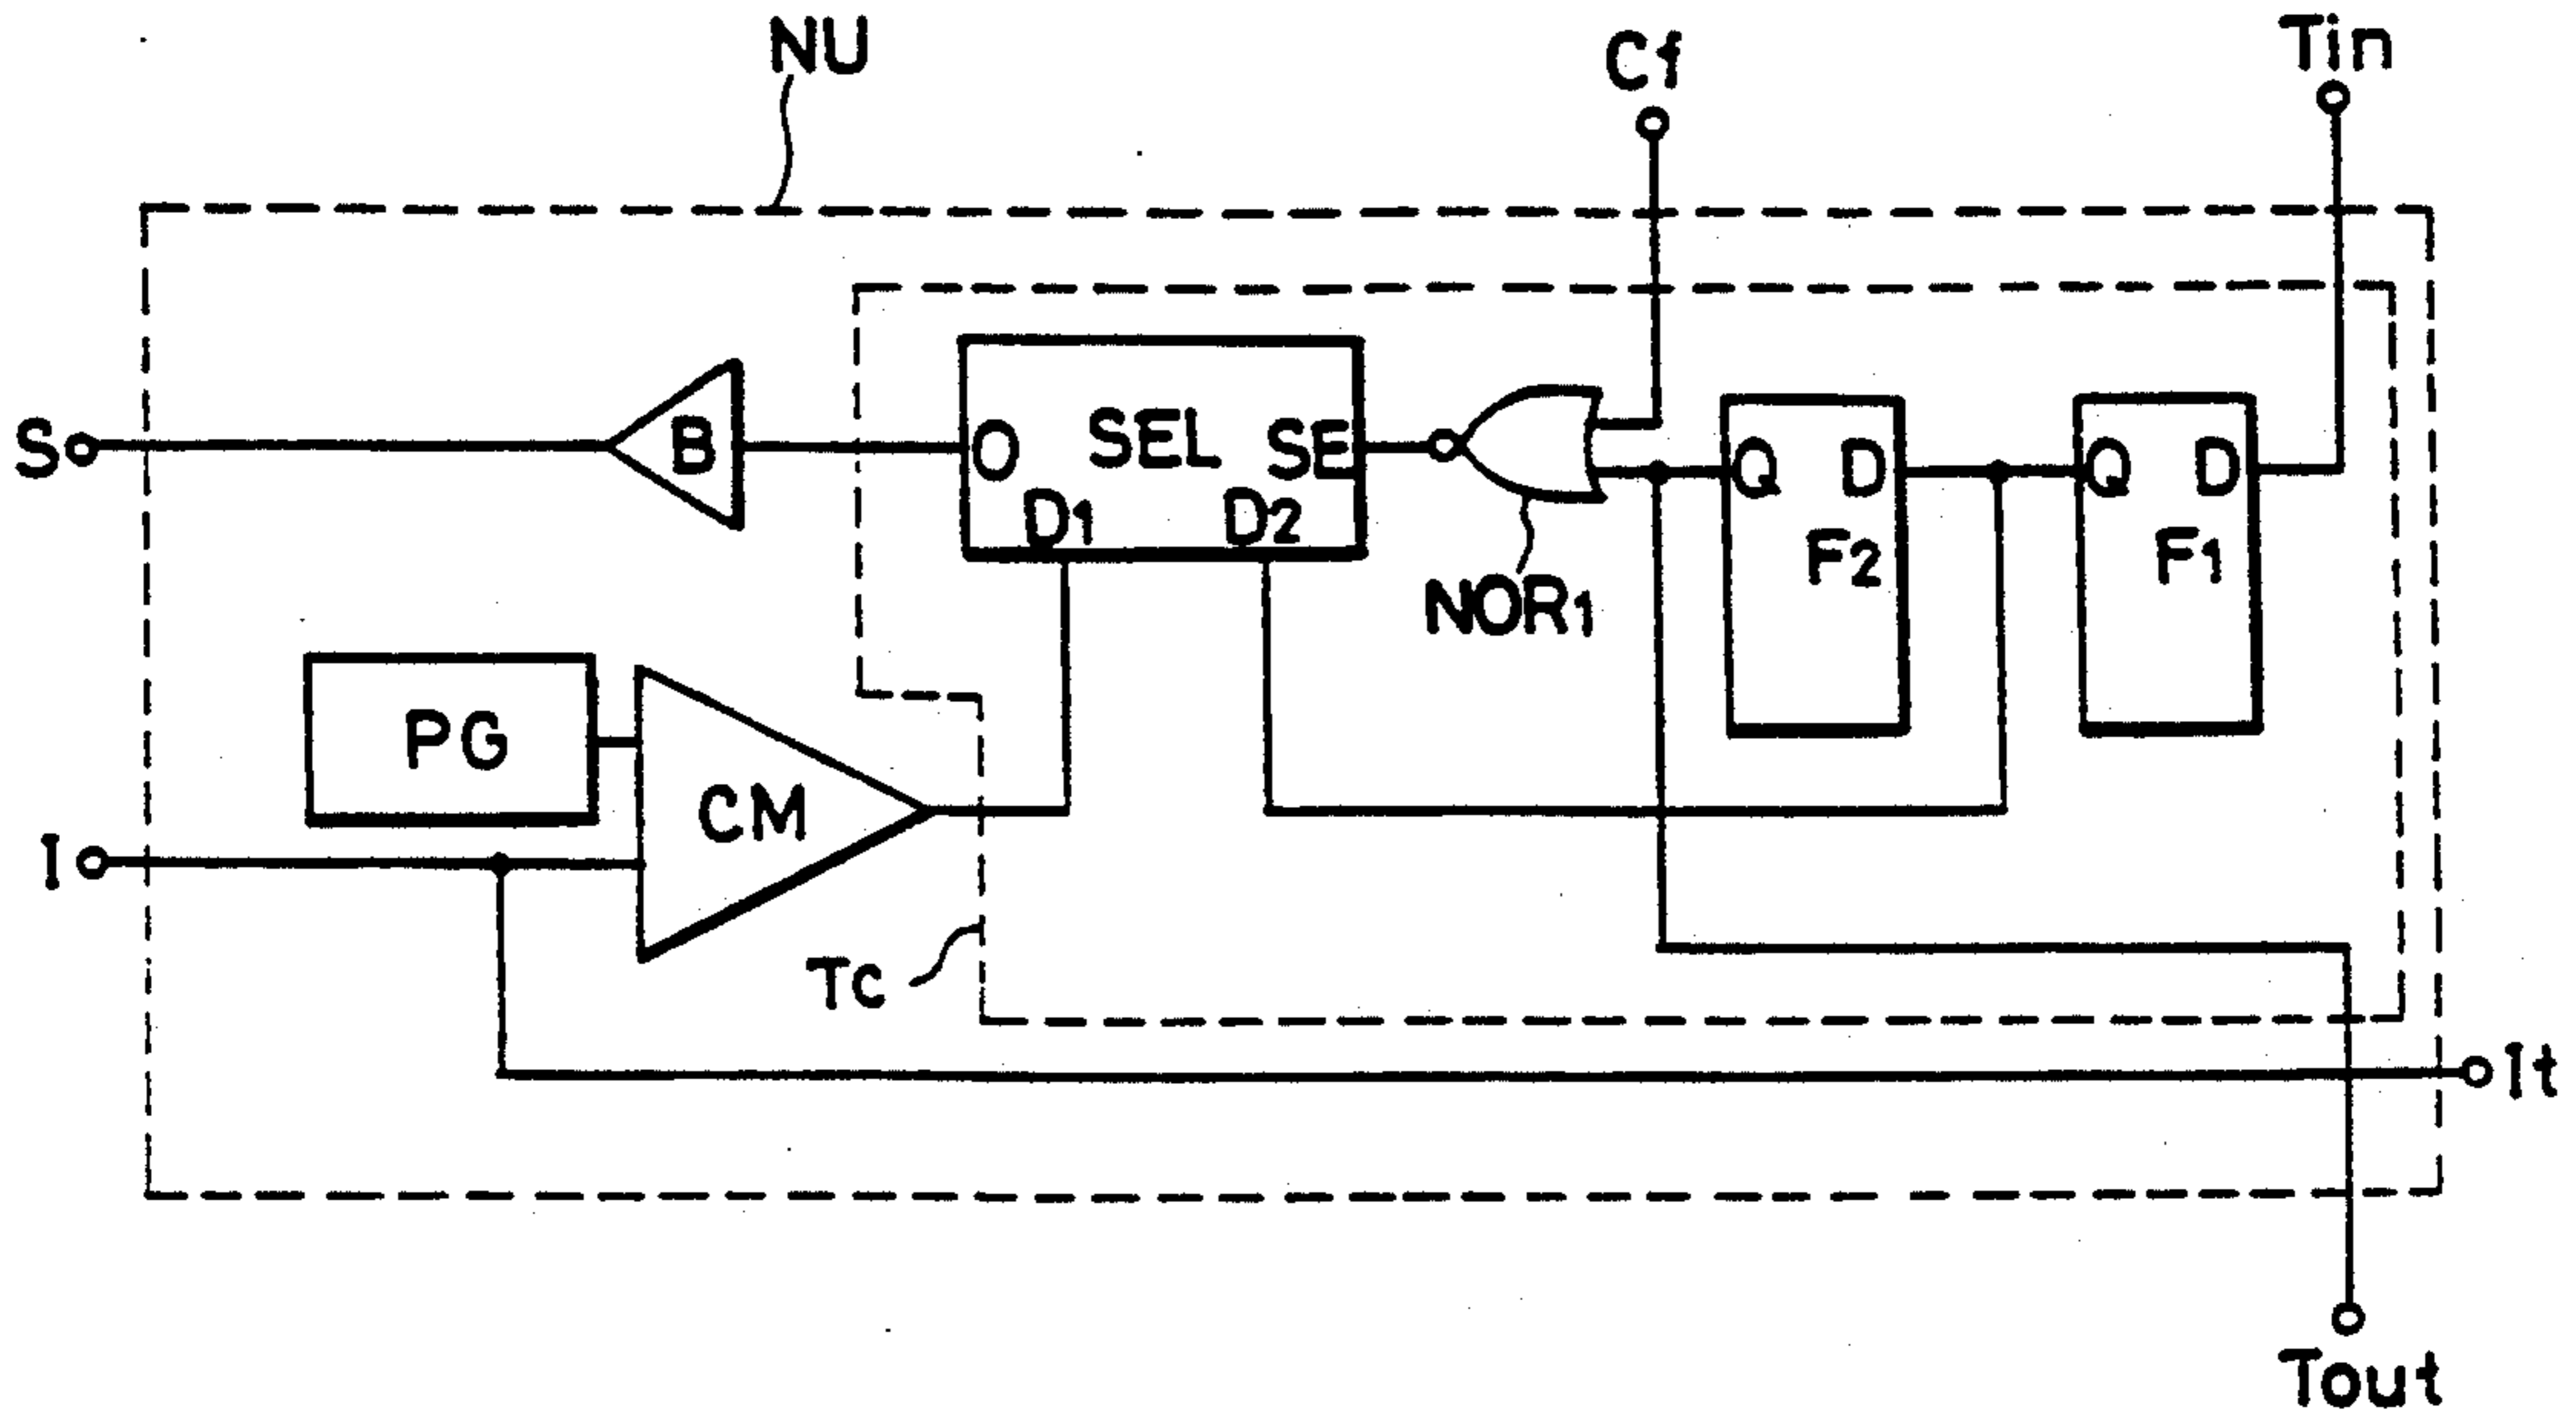 NU
Cf
Tin
S
B
O
SEL
SE
D1
D2
NOR1
Q
D
F2
Q
D
F1
PG
CM
I
Tc
It
Tout